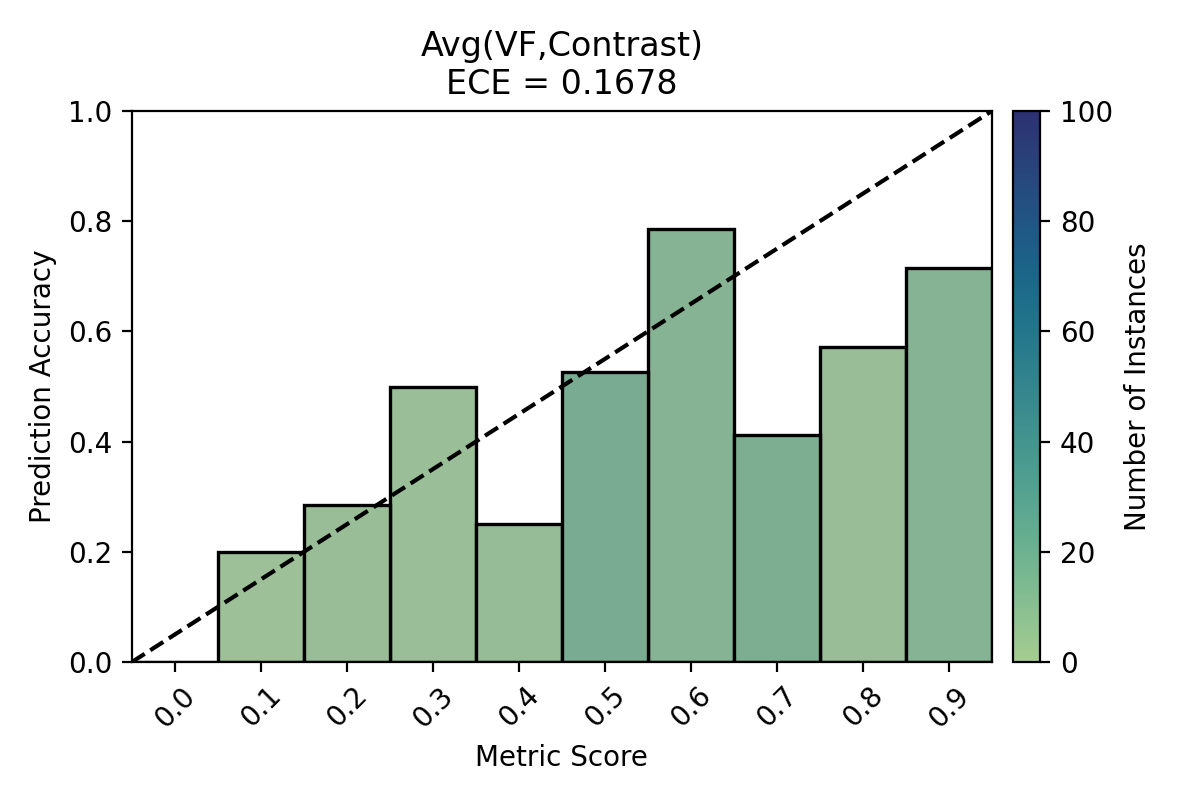 Avg(VF,Contrast)
ECE = 0.1678
1.0
0.8
0.6
0.4
0.2
0.0
Prediction Accuracy
0.0 0.1 0.2 0.3 0.4 0.5 0.6 0.7 0.8 0.9
Metric Score
100
80
60
40
20
0
Number of Instances